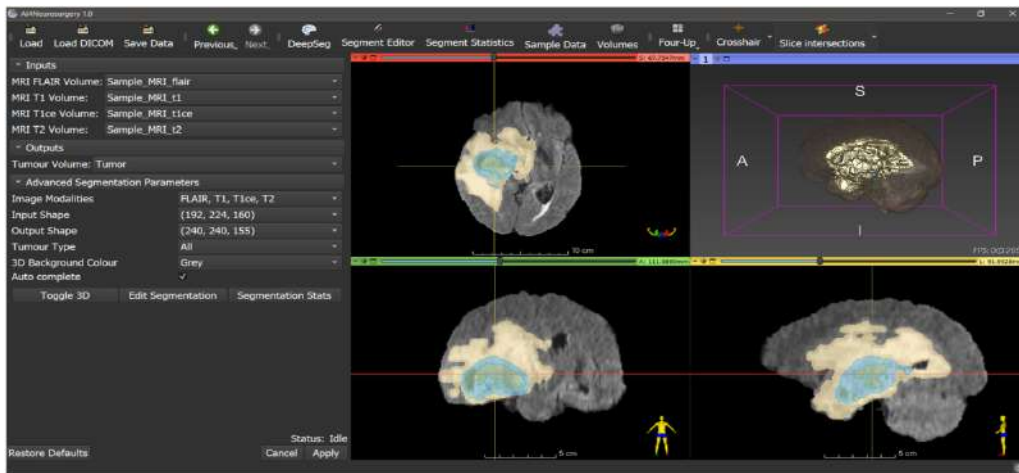 AI4Neurosurgery 1.0
Load Load DICOM Save Data Previous Next DeepSeg Segment Editor Segment Statistics Sample Data Volumes Four-Up Crosshair Slice intersections
Inputs
MRI FLAIR Volume: Sample_MRI_flair
MRI T1 Volume: Sample_MRI_t1
MRI T1ce Volume: Sample_MRI_t1ce
MRI T2 Volume: Sample_MRI_t2
Outputs
Tumour Volume: Tumor
Advanced Segmentation Parameters
Image Modalities FLAIR, T1, T1ce, T2
Input Shape (192, 224, 160)
Output Shape (240, 240, 155)
Tumour Type All
3D Background Colour Grey
Auto complete
Toggle 3D Edit Segmentation Segmentation Stats
Status: Idle
Restore Defaults Cancel Apply
10 cm
1
S
A
P
I
5 cm
5 cm